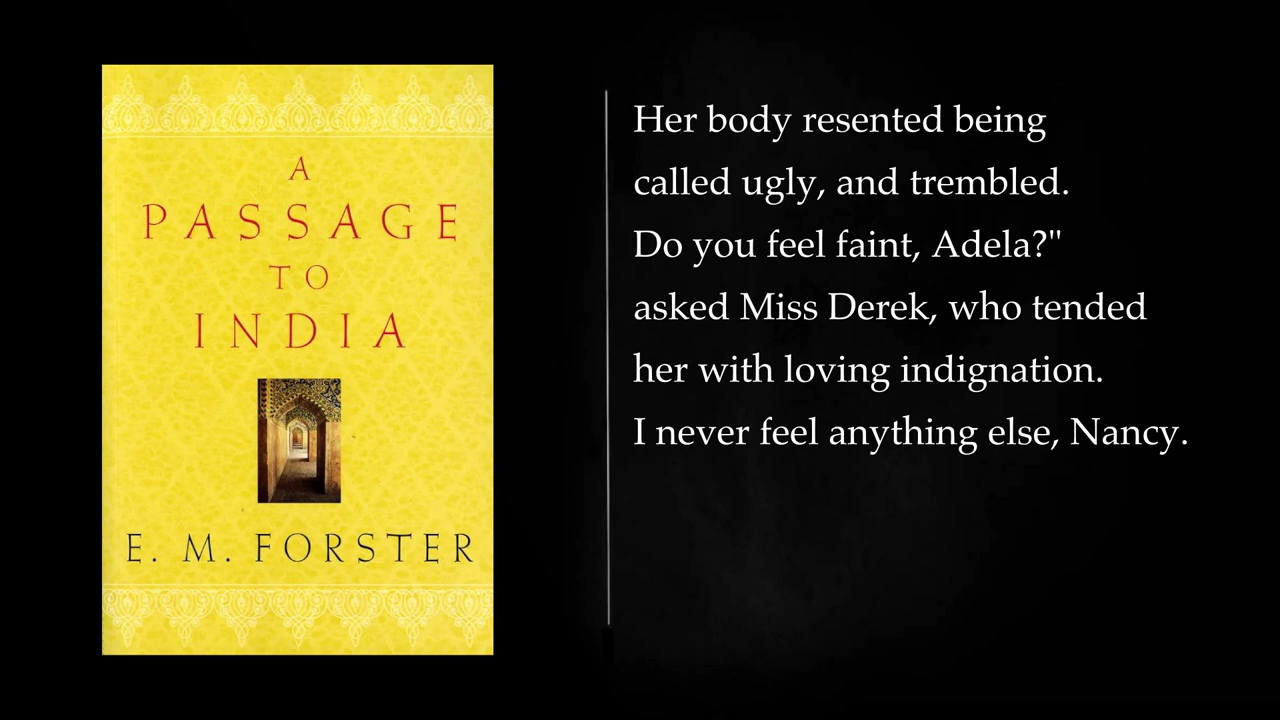 A
PASSAGE
TO
INDIA
E. M. FORSTER
Her body resented being
called ugly, and trembled.
Do you feel faint, Adela?"
asked Miss Derek, who tended
her with loving indignation.
I never feel anything else, Nancy.